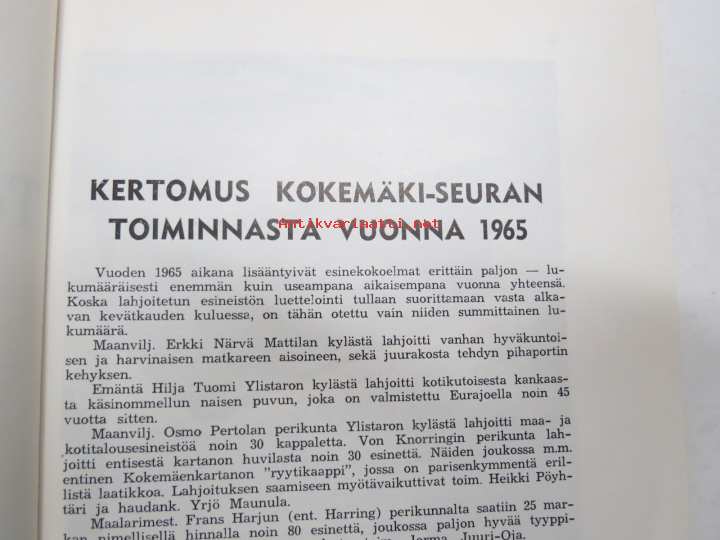 KERTOMUS KOKEMÄKI-SEURAN
TOIMINNASTA VUONNA 1965
Antikvariaatti.net
Vuoden 1965 aikana lisääntyivät esinekokoelmat erittäin paljon — lu-
kumääräisesti enemmän kuin useampana aikaisempana vuonna yhteensä.
Koska lahjoitetun esineistön luettelointi tullaan suorittamaan vasta alka-
van kevätkauden kuluessa, on tähän otettu vain niiden summittainen lu-
kumäärä.
Maanvilj. Erkki Närvä Mattilan kylästä lahjoitti vanhan hyväkuntoi-
sen ja harvinaisen matkareen aisoineen, sekä juurakosta tehdyn pihaportin
kehyksen.
Emäntä Hilja Tuomi Ylistaron kylästä lahjoitti kotikutoisesta kankaas-
ta käsinommellun naisen puvun, joka on valmistettu Eurajoella noin 45
vuotta sitten.
Maanvilj. Osmo Pertolan perikunta Ylistaron kylästä lahjoitti maa- ja
kotitalousesineistöä noin 30 kappaletta. Von Knorringin perikunta lah-
joitti entisestä kartanon huvilasta noin 30 esinettä. Näiden joukossa m.m.
entinen Kokemäenkartanon "ryytikaappi", jossa on parisenkymmentä eril-
listä laatikkoa. Lahjoituksen saamiseen myötävaikuttivat toim. Heikki Pöyh-
täri ja haudank. Yrjö Maunula.
Maalarimest. Frans Harjun (ent. Harring) perikunnalta saatiin 25 mar-
kan nimellisellä hinnalla noin 80 esinettä, joukossa paljon hyvää tyyppi-
Jorma Juuri-Oja.